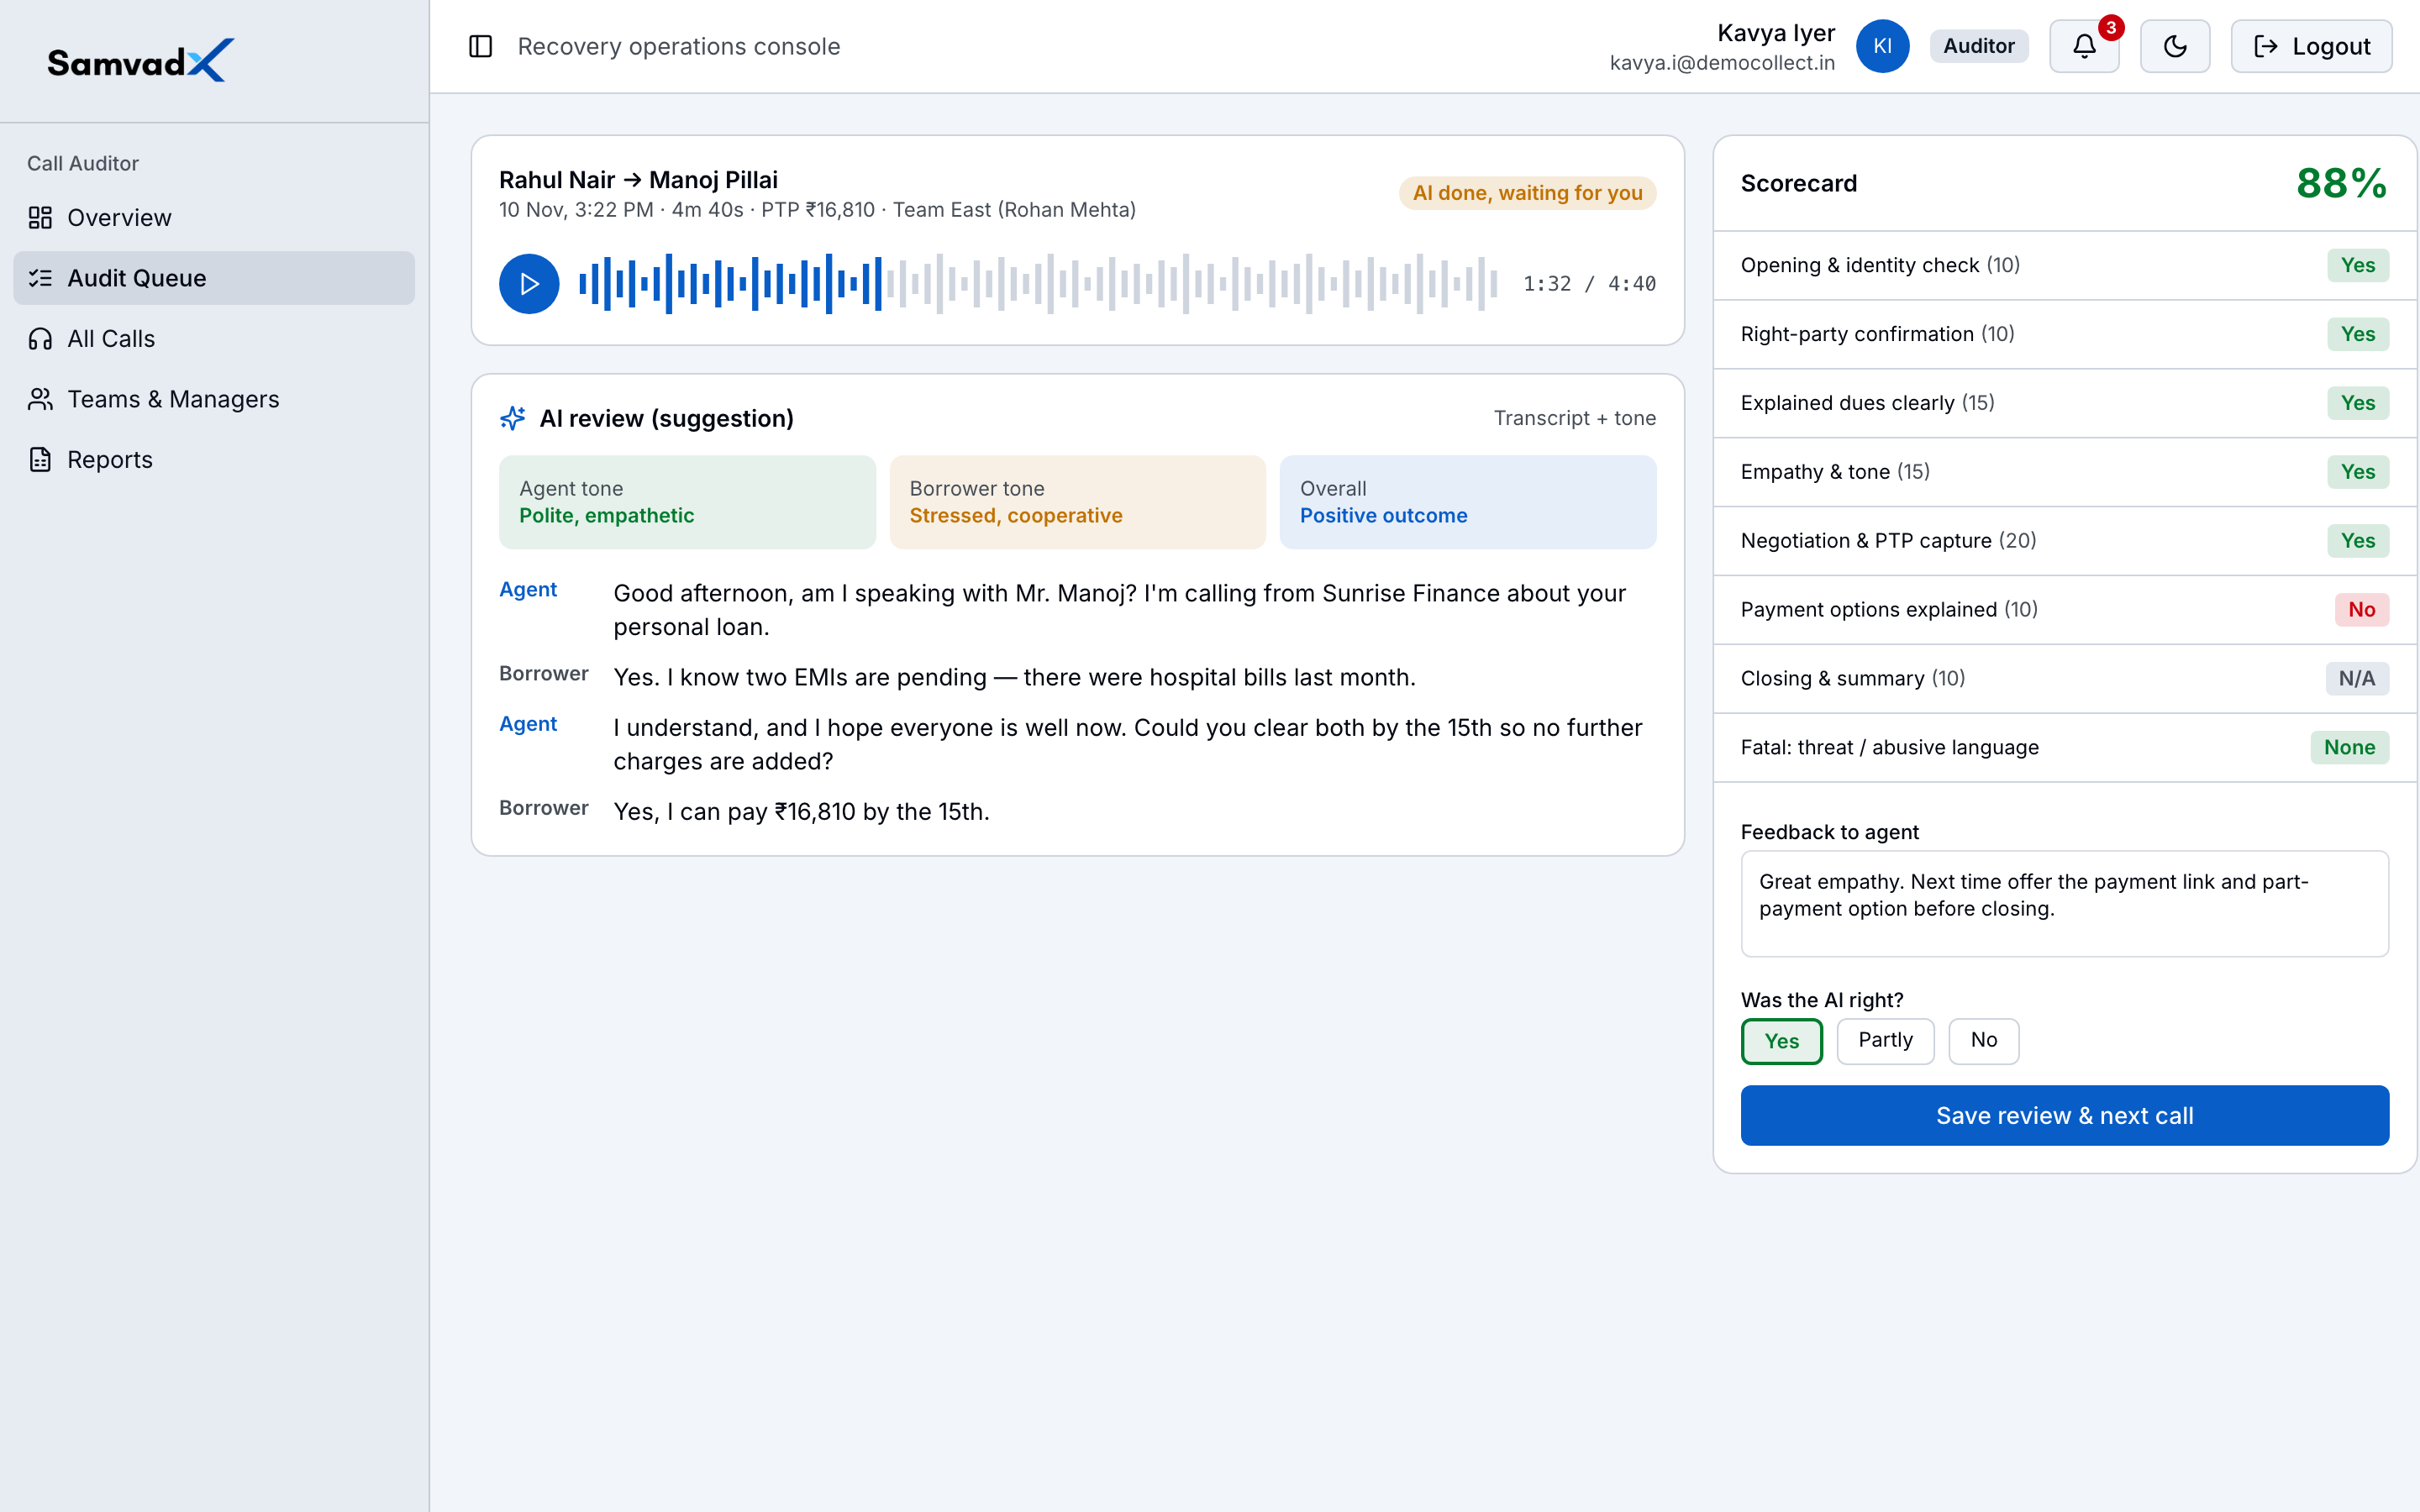 SamvadX
Recovery operations console
Kavya Iyer
kavya.i@democollect.in
KI
Auditor
3
Logout
Call Auditor
Overview
Audit Queue
All Calls
Teams & Managers
Reports
Rahul Nair → Manoj Pillai
10 Nov, 3:22 PM · 4m 40s · PTP ₹16,810 · Team East (Rohan Mehta)
AI done, waiting for you
1:32 / 4:40
AI review (suggestion)
Transcript + tone
Agent tone
Polite, empathetic
Borrower tone
Stressed, cooperative
Overall
Positive outcome
Agent
Good afternoon, am I speaking with Mr. Manoj? I'm calling from Sunrise Finance about your
personal loan.
Borrower
Yes. I know two EMIs are pending — there were hospital bills last month.
Agent
I understand, and I hope everyone is well now. Could you clear both by the 15th so no further
charges are added?
Borrower
Yes, I can pay ₹16,810 by the 15th.
Scorecard
88%
Opening & identity check (10)
Yes
Right-party confirmation (10)
Yes
Explained dues clearly (15)
Yes
Empathy & tone (15)
Yes
Negotiation & PTP capture (20)
Yes
Payment options explained (10)
No
Closing & summary (10)
N/A
Fatal: threat / abusive language
None
Feedback to agent
Great empathy. Next time offer the payment link and part-
payment option before closing.
Was the AI right?
Yes
Partly
No
Save review & next call